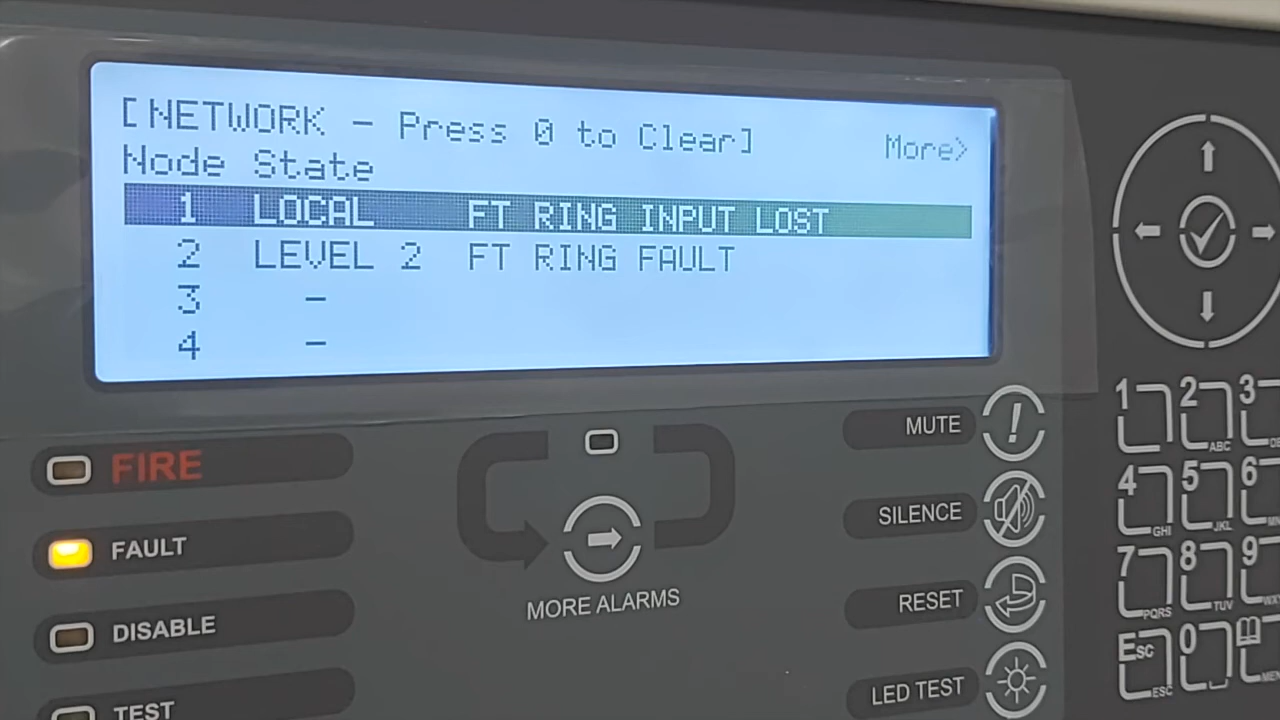 [NETWORK - Press 0 to Clear]
More>
Node State
1 LOCAL FT RING INPUT LOST
2 LEVEL 2 FT RING FAULT
3 -
4 -
FIRE
FAULT
DISABLE
TEST
MORE ALARMS
MUTE
SILENCE
RESET
LED TEST
1 2 ABC 3
4 GHI 5 JKL 6
7 PQRS 8 TUV 9
Esc ESC 0